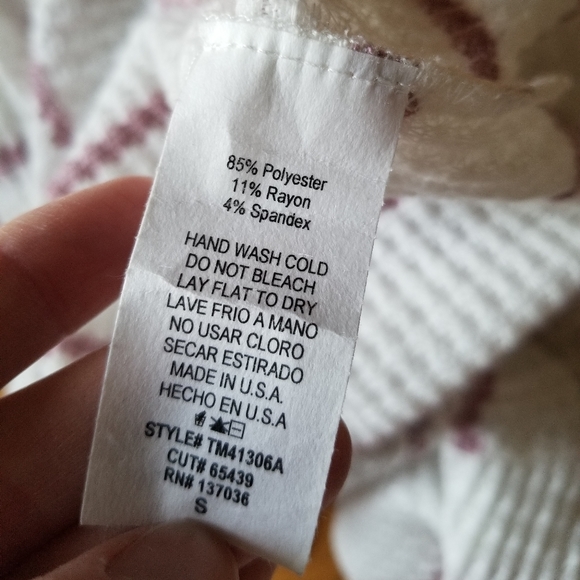 85% Polyester
11% Rayon
4% Spandex
HAND WASH COLD
DO NOT BLEACH
LAY FLAT TO DRY
LAVE FRIO A MANO
NO USAR CLORO
SECAR ESTIRADO
MADE IN U.S.A.
HECHO EN U.S.A
STYLE# TM41306A
CUT# 65439
RN# 137036
S